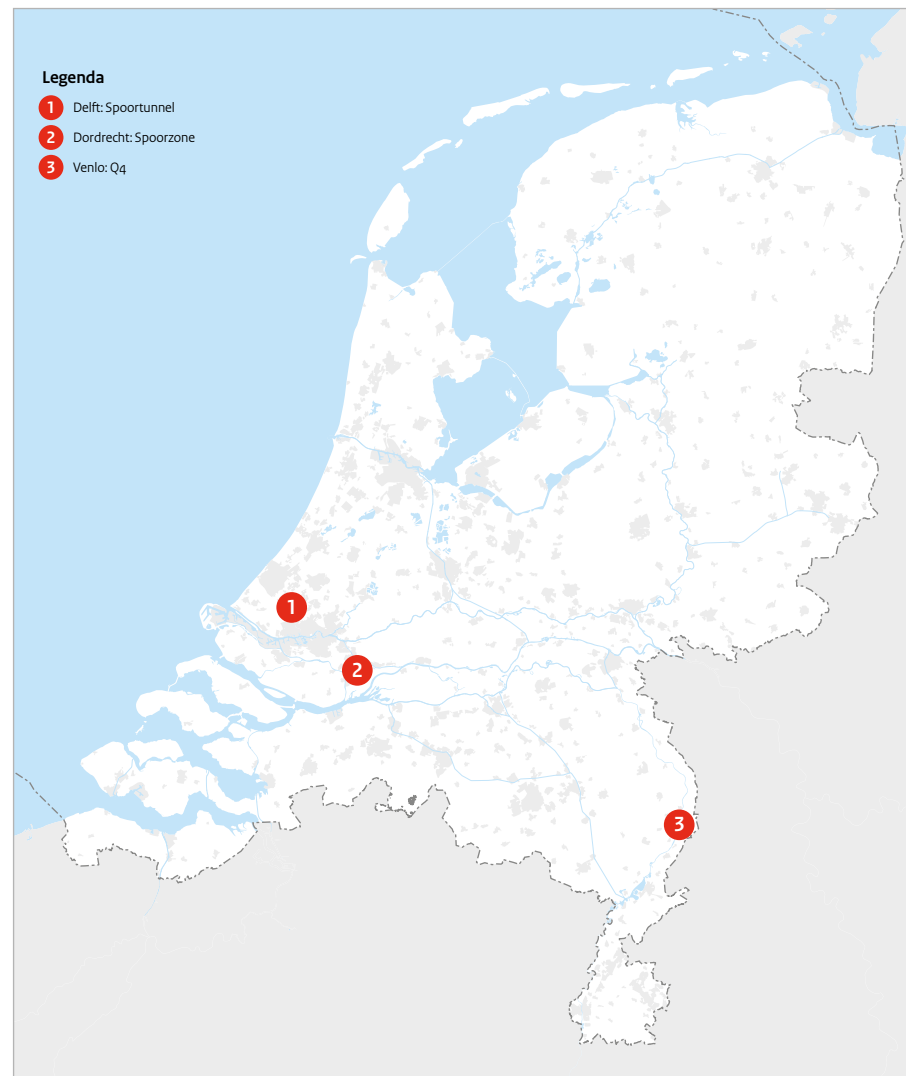 Legenda
1 Delft: Spoortunnel
2 Dordrecht: Spoorzone
3 Venlo: Q4
1
2
3